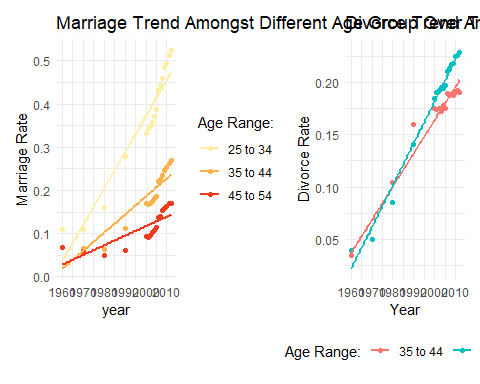 Marriage Trend Amongst Different Age Group Over
Divorce Trend
Marriage Rate
0.5
0.4
0.3
0.2
0.1
0.0
1960 1970 1980 1990 2000 2010
year
Age Range:
25 to 34
35 to 44
45 to 54
Divorce Rate
0.20
0.15
0.10
0.05
1960 1970 1980 1990 2000 2010
Year
Age Range:
35 to 44